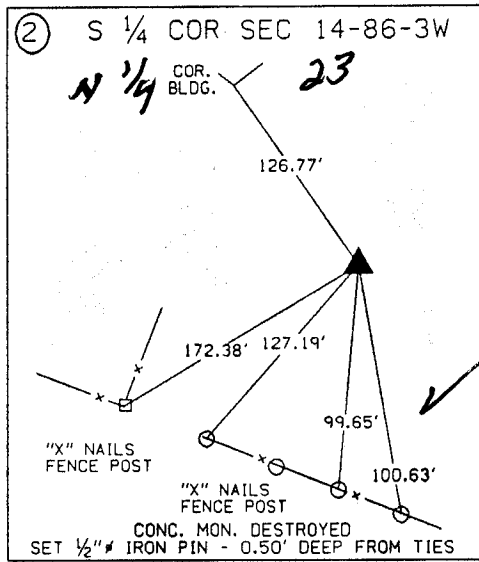 ② S 1/4 COR SEC 14-86-3W
N 1/4 COR. BLDG. 23
126.77'
172.38'
127.19'
99.65'
100.63'
"X" NAILS
FENCE POST
"X" NAILS
FENCE POST
CONC. MON. DESTROYED
SET 1/2"ø IRON PIN - 0.50' DEEP FROM TIES